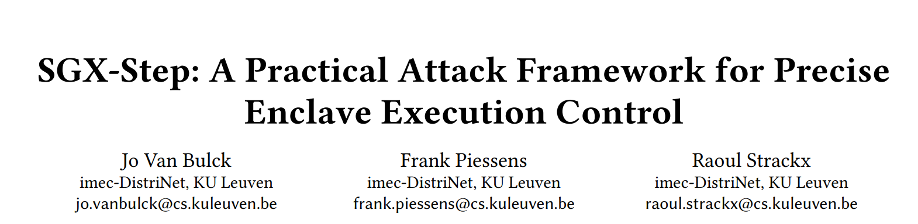 SGX-Step: A Practical Attack Framework for Precise
Enclave Execution Control
Jo Van Bulck Frank Piessens Raoul Strackx
imec-DistriNet, KU Leuven imec-DistriNet, KU Leuven imec-DistriNet, KU Leuven
jo.vanbulck@cs.kuleuven.be frank.piessens@cs.kuleuven.be raoul.strackx@cs.kuleuven.be